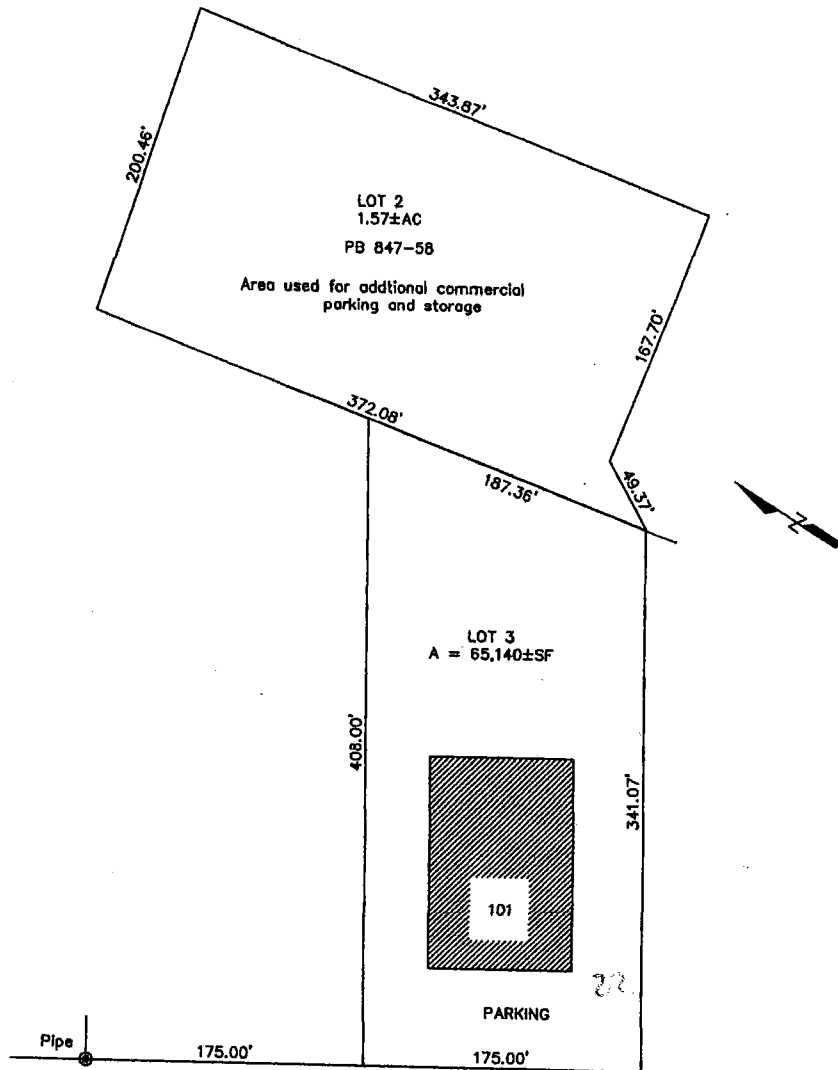 343.87'
200.46'
LOT 2
1.57±AC
PB 847-58
Area used for addtional commercial
parking and storage
167.70'
372.08'
187.36'
49.37'
N
LOT 3
A = 65,140±SF
408.00'
341.07'
101
PARKING
Pipe
175.00'
175.00'